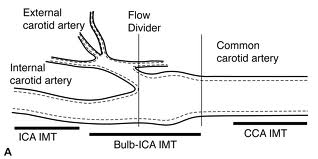 External
carotid artery
Flow
Divider
Common
carotid artery
Internal
carotid artery
ICA IMT
Bulb-ICA IMT
CCA IMT
A